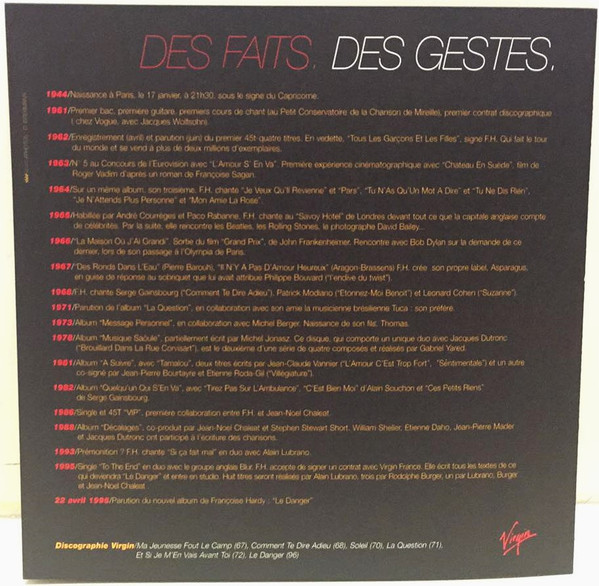 DES FAITS. DES GESTES.
1944/Naissance à Paris, le 17 janvier, à 21h30, sous le signe du Capricorne.
1961/Premier bac, première guitare, premiers cours de chant (au Petit Conservatoire de la Chanson de Mireille), premier contrat discographique
(chez Vogue, avec Jacques Wolfsohn).
1962/Enregistrement (avril) et parution (juin) du premier 45t quatre titres. En vedette, "Tous Les Garçons Et Les Filles", signé F.H. Qui fait le tour
du monde et se vend à plus de deux millions d'exemplaires.
1963/N° 5 au Concours de l'Eurovision avec "L'Amour S' En Va". Première expérience cinématographique avec "Chateau En Suède", film de
Roger Vadim d'après un roman de Françoise Sagan.
1964/Sur un même album, son troisième, F.H. chante "Je Veux Qu'Il Revienne" et "Pars", "Tu N'As Qu'Un Mot A Dire" et "Tu Ne Dis Rien",
"Je N'Attends Plus Personne" et "Mon Amie La Rose".
1965/Habillée par André Courrèges et Paco Rabanne, F.H. chante au "Savoy Hotel" de Londres devant tout ce que la capitale anglaise compte
de célébrités. Par la suite, elle rencontre les Beatles, les Rolling Stones, le photographe David Bailey...
1966/"La Maison Où J'Ai Grandi". Sortie du film "Grand Prix", de John Frankenheimer. Rencontre avec Bob Dylan sur la demande de ce
dernier, lors de son passage à l'Olympia de Paris.
1967/"Des Ronds Dans L'Eau" (Pierre Barouh), "Il N'Y A Pas D'Amour Heureux" (Aragon-Brassens) F.H. crée son propre label, Asparagus,
en guise de réponse au sobriquet que lui avait attribué Philippe Bouvard ("l'endive du twist").
1968/F.H. chante Serge Gainsbourg ("Comment Te Dire Adieu"), Patrick Modiano ("Etonnez-Moi Benoit") et Leonard Cohen ("Suzanne").
1971/Parution de l'album "La Question", en collaboration avec son amie la musicienne brésilienne Tuca : son préféré.
1973/Album "Message Personnel", en collaboration avec Michel Berger. Naissance de son fils, Thomas.
1978/Album "Musique Saôule", partiellement écrit par Michel Jonasz. Ce disque, qui comporte un unique duo avec Jacques Dutronc
("Brouillard Dans La Rue Corvisart"), est le deuxième d'une série de quatre composés et réalisés par Gabriel Yared.
1981/Album "A Suivre", avec "Tamalou", deux titres écrits par Jean-Claude Vannier ("L'Amour C'Est Trop Fort", "Sentimentale") et un autre
co-signé par Jean-Pierre Bourtayre et Etienne Roda-Gil ("Villégiature").
1982/Album "Quelqu'un Qui S'En Va", avec "Tirez Pas Sur L'Ambulance", "C'Est Bien Moi" d'Alain Souchon et "Ces Petits Riens"
de Serge Gainsbourg.
1986/Single et 45T "VIP", première collaboration entre F.H. et Jean-Noël Chaleat.
1988/Album "Décalages", co-produit par Jean-Noël Chaleat et Stephen Stewart Short. William Sheller, Etienne Daho, Jean-Pierre Mader
et Jacques Dutronc ont participé à l'écriture des chansons.
1993/Prémonition ? F.H. chante "Si ça fait mal" en duo avec Alain Lubrano.
1995/Single "To The End" en duo avec le groupe anglais Blur. F.H. accepte de signer un contrat avec Virgin France. Elle écrit tous les textes de ce
qui deviendra "Le Danger" et entre en studio. Huit titres seront réalisés par Alain Lubrano, trois par Rodolphe Burger, un par Lubrano, Burger
et Jean-Noël Chaleat
22 avril 1996/Parution du nouvel album de Françoise Hardy : "Le Danger"
Discographie Virgin/Ma Jeunesse Fout Le Camp (67), Comment Te Dire Adieu (68), Soleil (70), La Question (71),
Et Si Je M'En Vais Avant Toi (72), Le Danger (96)
Virgin